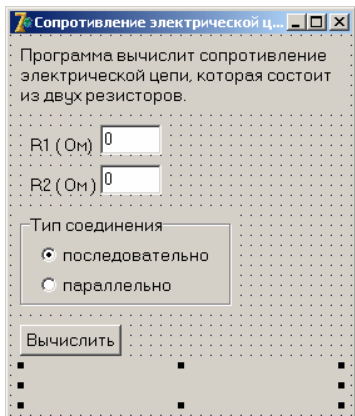 Сопротивление электрической ц...
Программа вычислит сопротивление
электрической цепи, которая состоит
из двух резисторов.
R1 ( Ом) 0
R2 ( Ом ) 0
Тип соединения
последовательно
параллельно
Вычислить